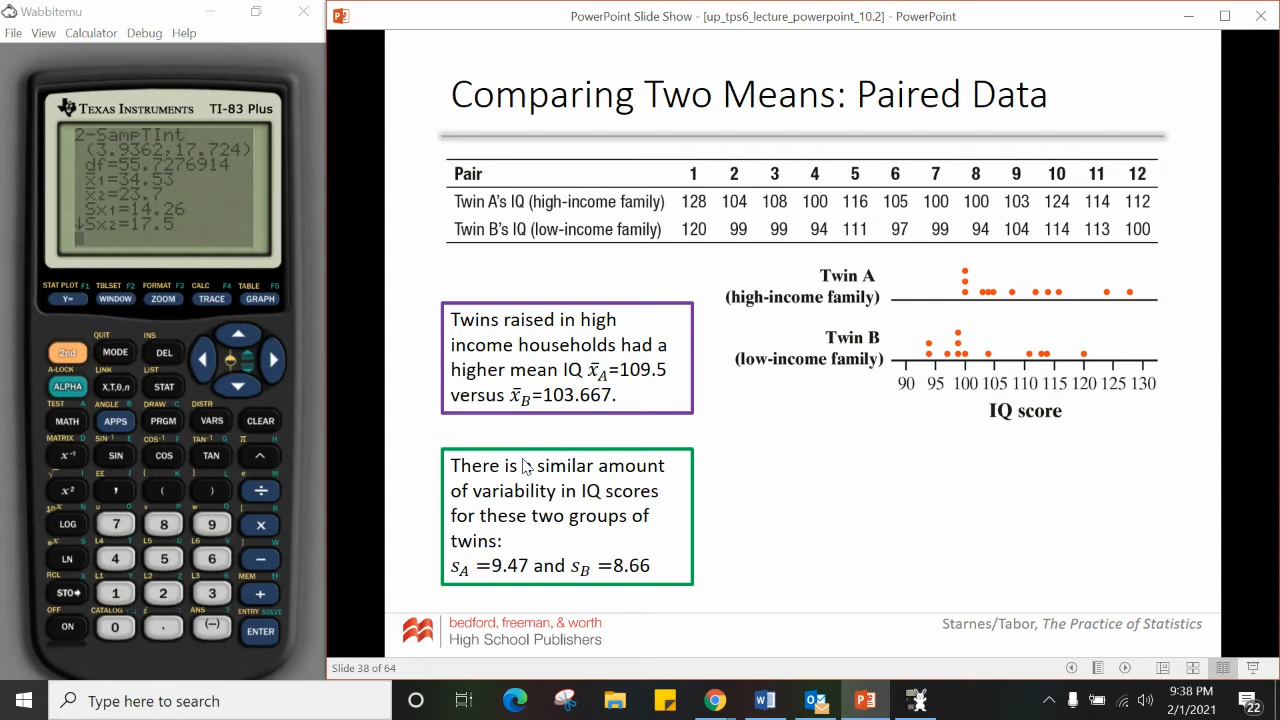 Wabbitemu
File View Calculator Debug Help
TEXAS INSTRUMENTS TI-83 Plus
2-SampTInt
(3.9362,17.724)
df=55.7276914
x̄1=34.53
x̄2=23.7
Sx1=14.26
↓Sx2=17.5
STAT PLOT F1 TBLSET F2 FORMAT F3 CALC F4 TABLE F5
Y= WINDOW ZOOM TRACE GRAPH
QUIT INS
2nd MODE DEL
A-LOCK LINK LIST
ALPHA X,T,θ,n STAT
TEST A ANGLE B DRAW C DISTR
MATH APPS PRGM VARS CLEAR
MATRIX D SIN⁻¹ E COS⁻¹ F TAN⁻¹ G π H
x⁻¹ SIN COS TAN ^
√ I EE J { K } L e M
x² , ( ) ÷
10ˣ N u O v P w Q [ R
LOG 7 8 9 ×
eˣ S L4 T L5 U L6 V ] W
LN 4 5 6 −
RCL X L1 Y L2 Z L3 θ MEM "
STO➔ 1 2 3 +
OFF CATALOG ⎵ i : ANS ? ENTRY SOLVE
ON 0 . (−) ENTER
PowerPoint Slide Show - [up_tps6_lecture_powerpoint_10.2] - PowerPoint
Comparing Two Means: Paired Data
Pair 1 2 3 4 5 6 7 8 9 10 11 12
Twin A's IQ (high-income family) 128 104 108 100 116 105 100 100 103 124 114 112
Twin B's IQ (low-income family) 120 99 99 94 111 97 99 94 104 114 113 100
Twins raised in high
income households had a
higher mean IQ x̄A=109.5
versus x̄B=103.667.
There is similar amount
of variability in IQ scores
for these two groups of
twins:
sA =9.47 and sB =8.66
Twin A
(high-income family)
Twin B
(low-income family)
90 95 100 105 110 115 120 125 130
IQ score
bedford, freeman, & worth
High School Publishers
Starnes/Tabor, The Practice of Statistics
Slide 38 of 64
Type here to search
9:38 PM
2/1/2021
22